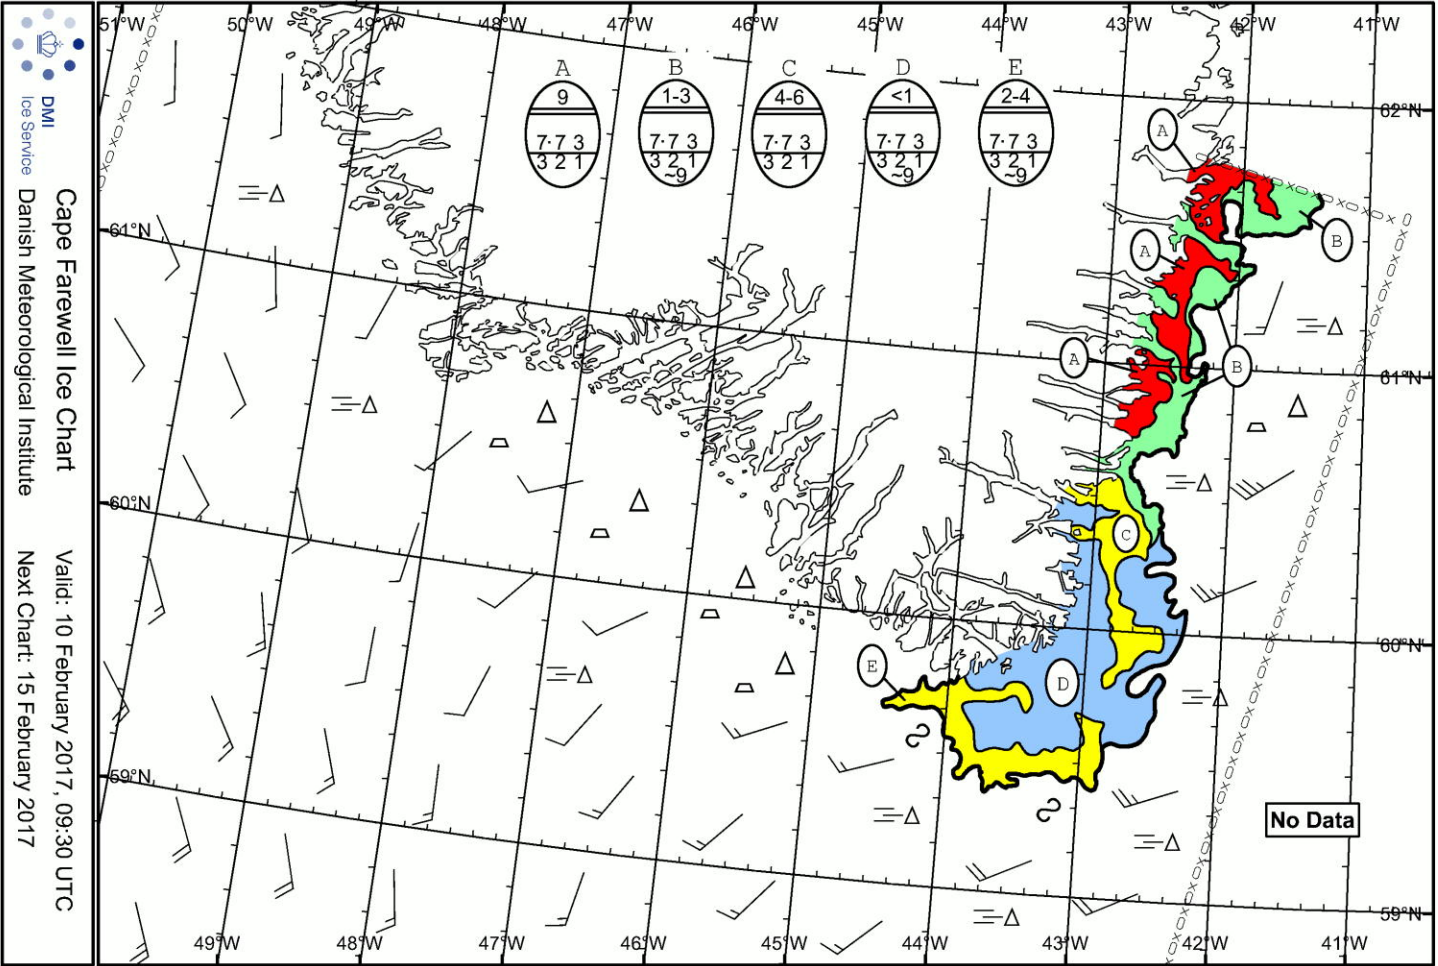 DMI
Ice Service
Cape Farewell Ice Chart
Danish Meteorological Institute
Valid: 10 February 2017, 09:30 UTC
Next Chart: 15 February 2017
51°W 50°W 49°W 48°W 47°W 46°W 45°W 44°W 43°W 42°W 41°W
A B C D E
9 1-3 4-6 <1 2-4
7·7 3 7·7 3 7·7 3 7·7 3 7·7 3
3 2 1 3 2 1 3 2 1 3 2 1 3 2 1
~9 ~9 ~9
62°N
A
61°N
A
B
A
B
61°N
60°N
C
60°N
E
D
59°N
No Data
59°N
49°W 48°W 47°W 46°W 45°W 44°W 43°W 42°W 41°W